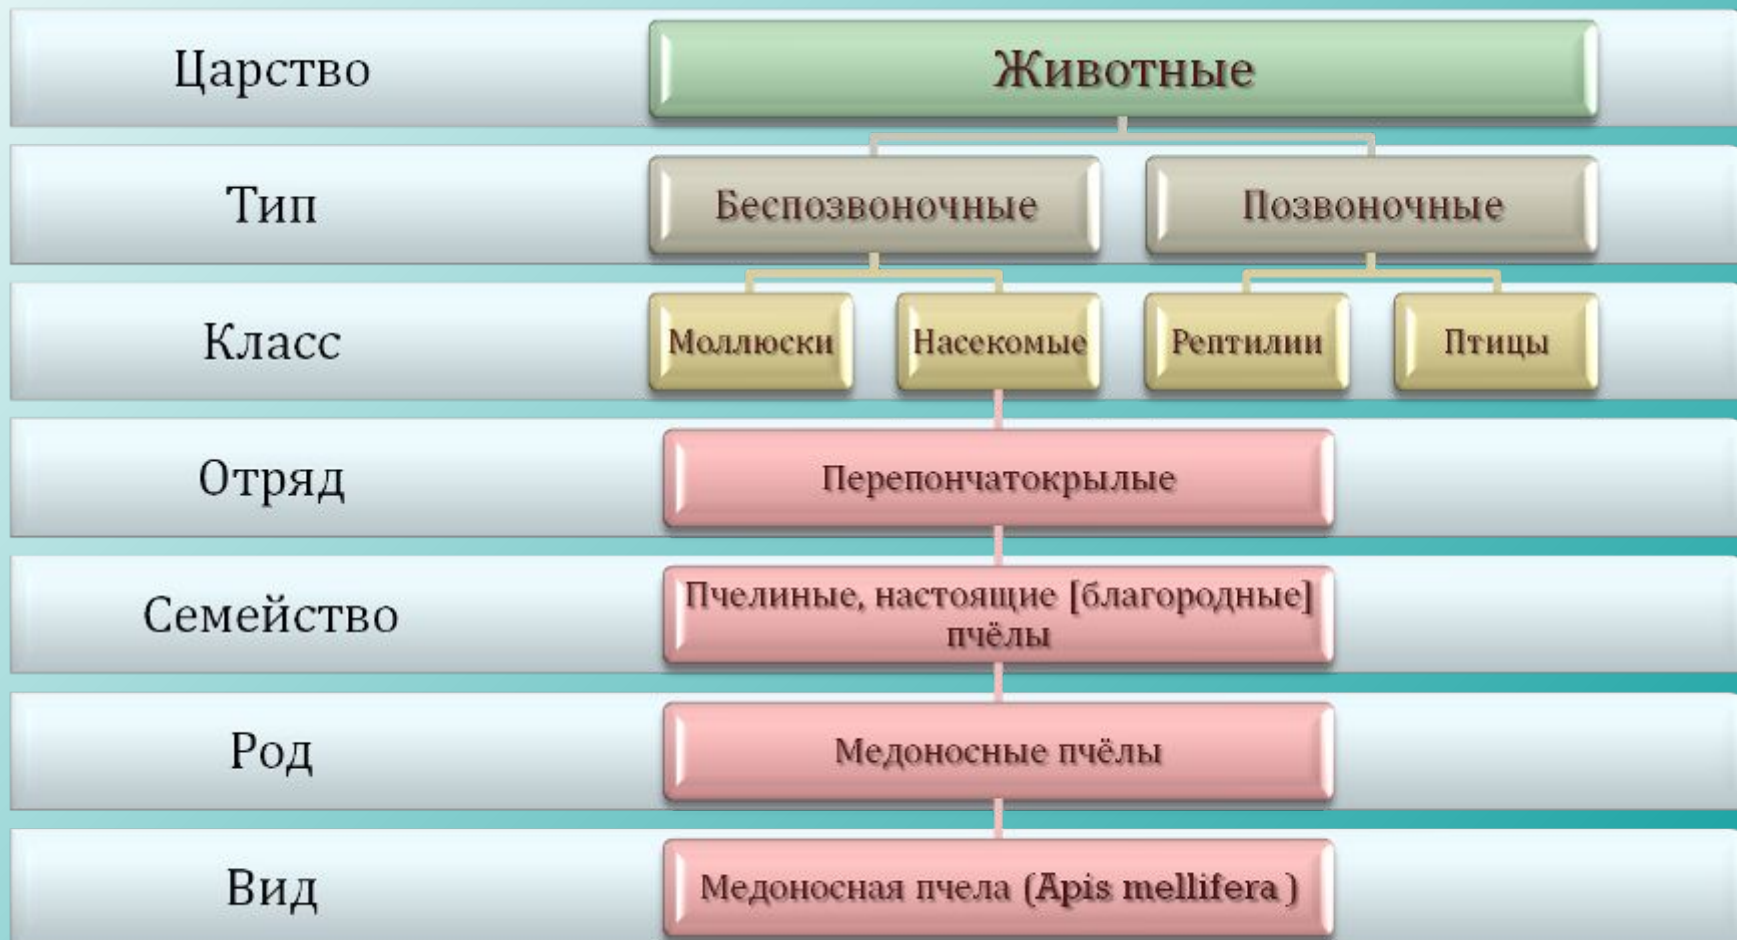 Царство
Животные
Тип
Беспозвоночные
Позвоночные
Класс
Моллюски
Насекомые
Рептилии
Птицы
Отряд
Перепончатокрылые
Семейство
Пчелиные, настоящие [благородные]
пчёлы
Род
Медоносные пчёлы
Вид
Медоносная пчела (Apis mellifera )